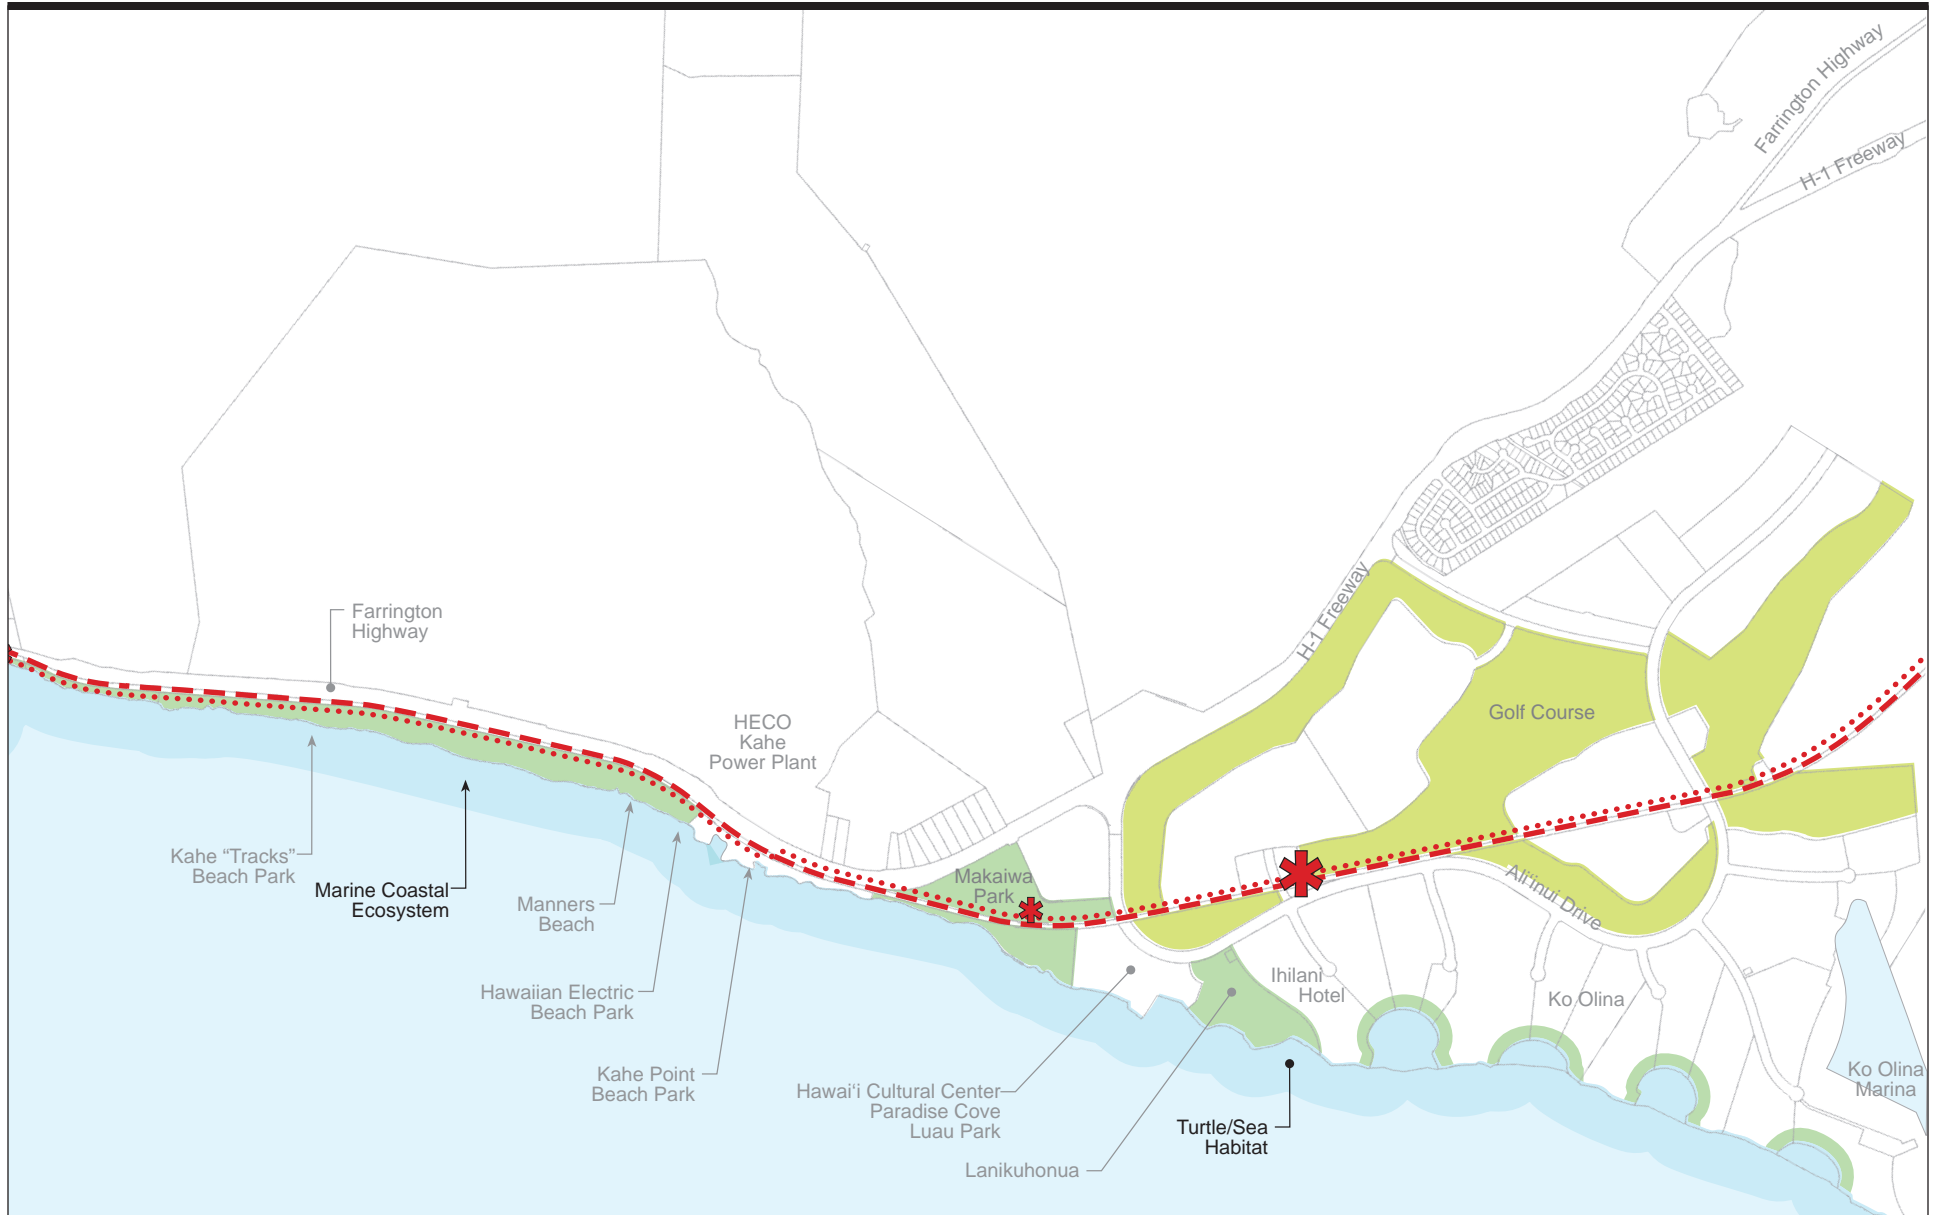 Farrington Highway
H-1 Freeway
Farrington
Highway
H-1 Freeway
HECO
Kahe
Power Plant
Golf Course
Kahe “Tracks”
Beach Park
Marine Coastal
Ecosystem
Manners
Beach
Makaiwa
Park
Ali‘inui Drive
Hawaiian Electric
Beach Park
Ihilani
Hotel
Ko Olina
Kahe Point
Beach Park
Hawai‘i Cultural Center
Paradise Cove
Luau Park
Ko Olina
Marina
Turtle/Sea
Habitat
Lanikuhonua